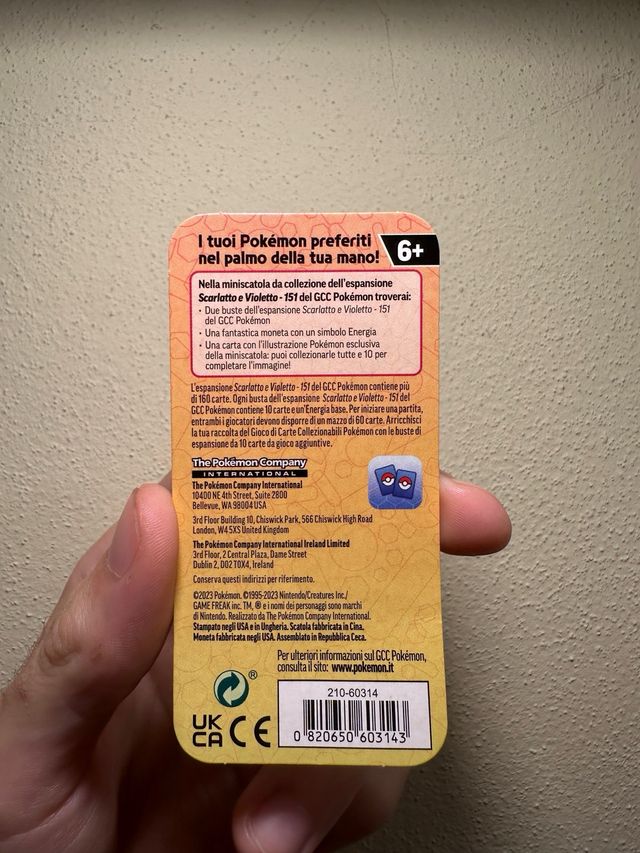 I tuoi Pokémon preferiti
nel palmo della tua mano!
6+
Nella miniscatola da collezione dell'espansione
Scarlatto e Violetto - 151 del GCC Pokémon troverai:
• Due buste dell'espansione Scarlatto e Violetto - 151
del GCC Pokémon
• Una fantastica moneta con un simbolo Energia
• Una carta con l'illustrazione Pokémon esclusiva
della miniscatola: puoi collezionarle tutte e 10 per
completare l'immagine!
L'espansione Scarlatto e Violetto - 151 del GCC Pokémon contiene più
di 160 carte. Ogni busta dell'espansione Scarlatto e Violetto - 151 del
GCC Pokémon contiene 10 carte e un'Energia base. Per iniziare una partita,
entrambi i giocatori devono disporre di un mazzo di 60 carte. Arricchisci
la tua raccolta del Gioco di Carte Collezionabili Pokémon con le buste di
espansione da 10 carte da gioco aggiuntive.
The Pokémon Company
INTERNATIONAL
The Pokémon Company International
10400 NE 4th Street, Suite 2800
Bellevue, WA 98004 USA
3rd Floor Building 10, Chiswick Park, 566 Chiswick High Road
London, W4 5XS United Kingdom
The Pokémon Company International Ireland Limited
3rd Floor, 2 Central Plaza, Dame Street
Dublin 2, D02 T0X4, Ireland
Conserva questi indirizzi per riferimento.
©2023 Pokémon. ©1995-2023 Nintendo/Creatures Inc./
GAME FREAK inc. TM, ® e i nomi dei personaggi sono marchi
di Nintendo. Realizzato da The Pokémon Company International.
Stampato negli USA e in Ungheria. Scatola fabbricata in Cina.
Moneta fabbricata negli USA. Assemblato in Repubblica Ceca.
Per ulteriori informazioni sul GCC Pokémon,
consulta il sito: www.pokemon.it
®
UK
CA CE
210-60314
0 820650 603143